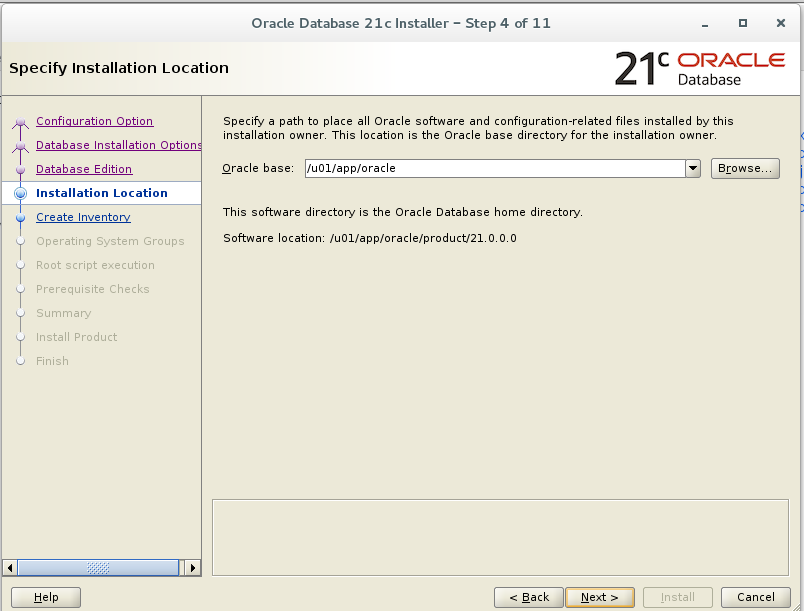 Oracle Database 21c Installer – Step 4 of 11
Specify Installation Location
21c ORACLE
Database
Configuration Option
Database Installation Options
Database Edition
Installation Location
Create Inventory
Operating System Groups
Root script execution
Prerequisite Checks
Summary
Install Product
Finish
Specify a path to place all Oracle software and configuration-related files installed by this
installation owner. This location is the Oracle base directory for the installation owner.
Oracle base: /u01/app/oracle Browse...
This software directory is the Oracle Database home directory.
Software location: /u01/app/oracle/product/21.0.0.0
Help < Back Next > Install Cancel